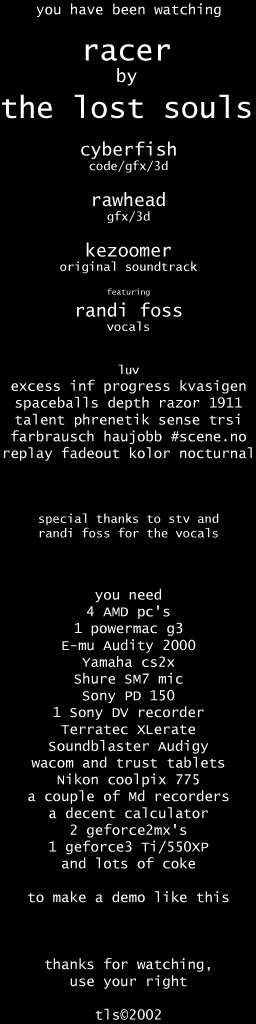 you have been watching
racer
by
the lost souls
cyberfish
code/gfx/3d
rawhead
gfx/3d
kezoomer
original soundtrack
featuring
randi foss
vocals
luv
excess inf progress kvasigen
spaceballs depth razor 1911
talent phrenetik sense trsi
farbrausch haujobb #scene.no
replay fadeout kolor nocturnal
special thanks to stv and
randi foss for the vocals
you need
4 AMD pc's
1 powermac g3
E-mu Audity 2000
Yamaha cs2x
Shure SM7 mic
Sony PD 150
1 Sony DV recorder
Terratec XLerate
Soundblaster Audigy
wacom and trust tablets
Nikon coolpix 775
a couple of Md recorders
a decent calculator
2 geforce2mx's
1 geforce3 Ti/550XP
and lots of coke
to make a demo like this
thanks for watching,
use your right
tls©2002